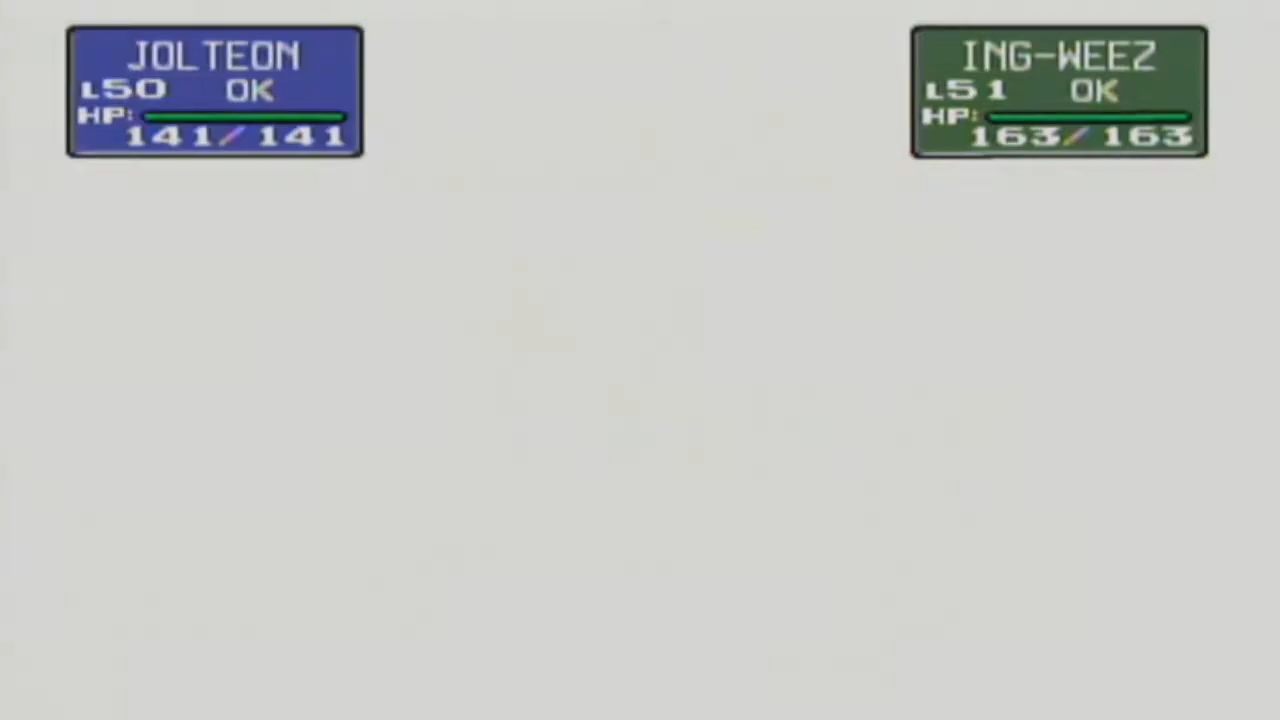 JOLTEON
L50 OK
HP:
141/141
ING-WEEZ
L51 OK
HP:
163/163